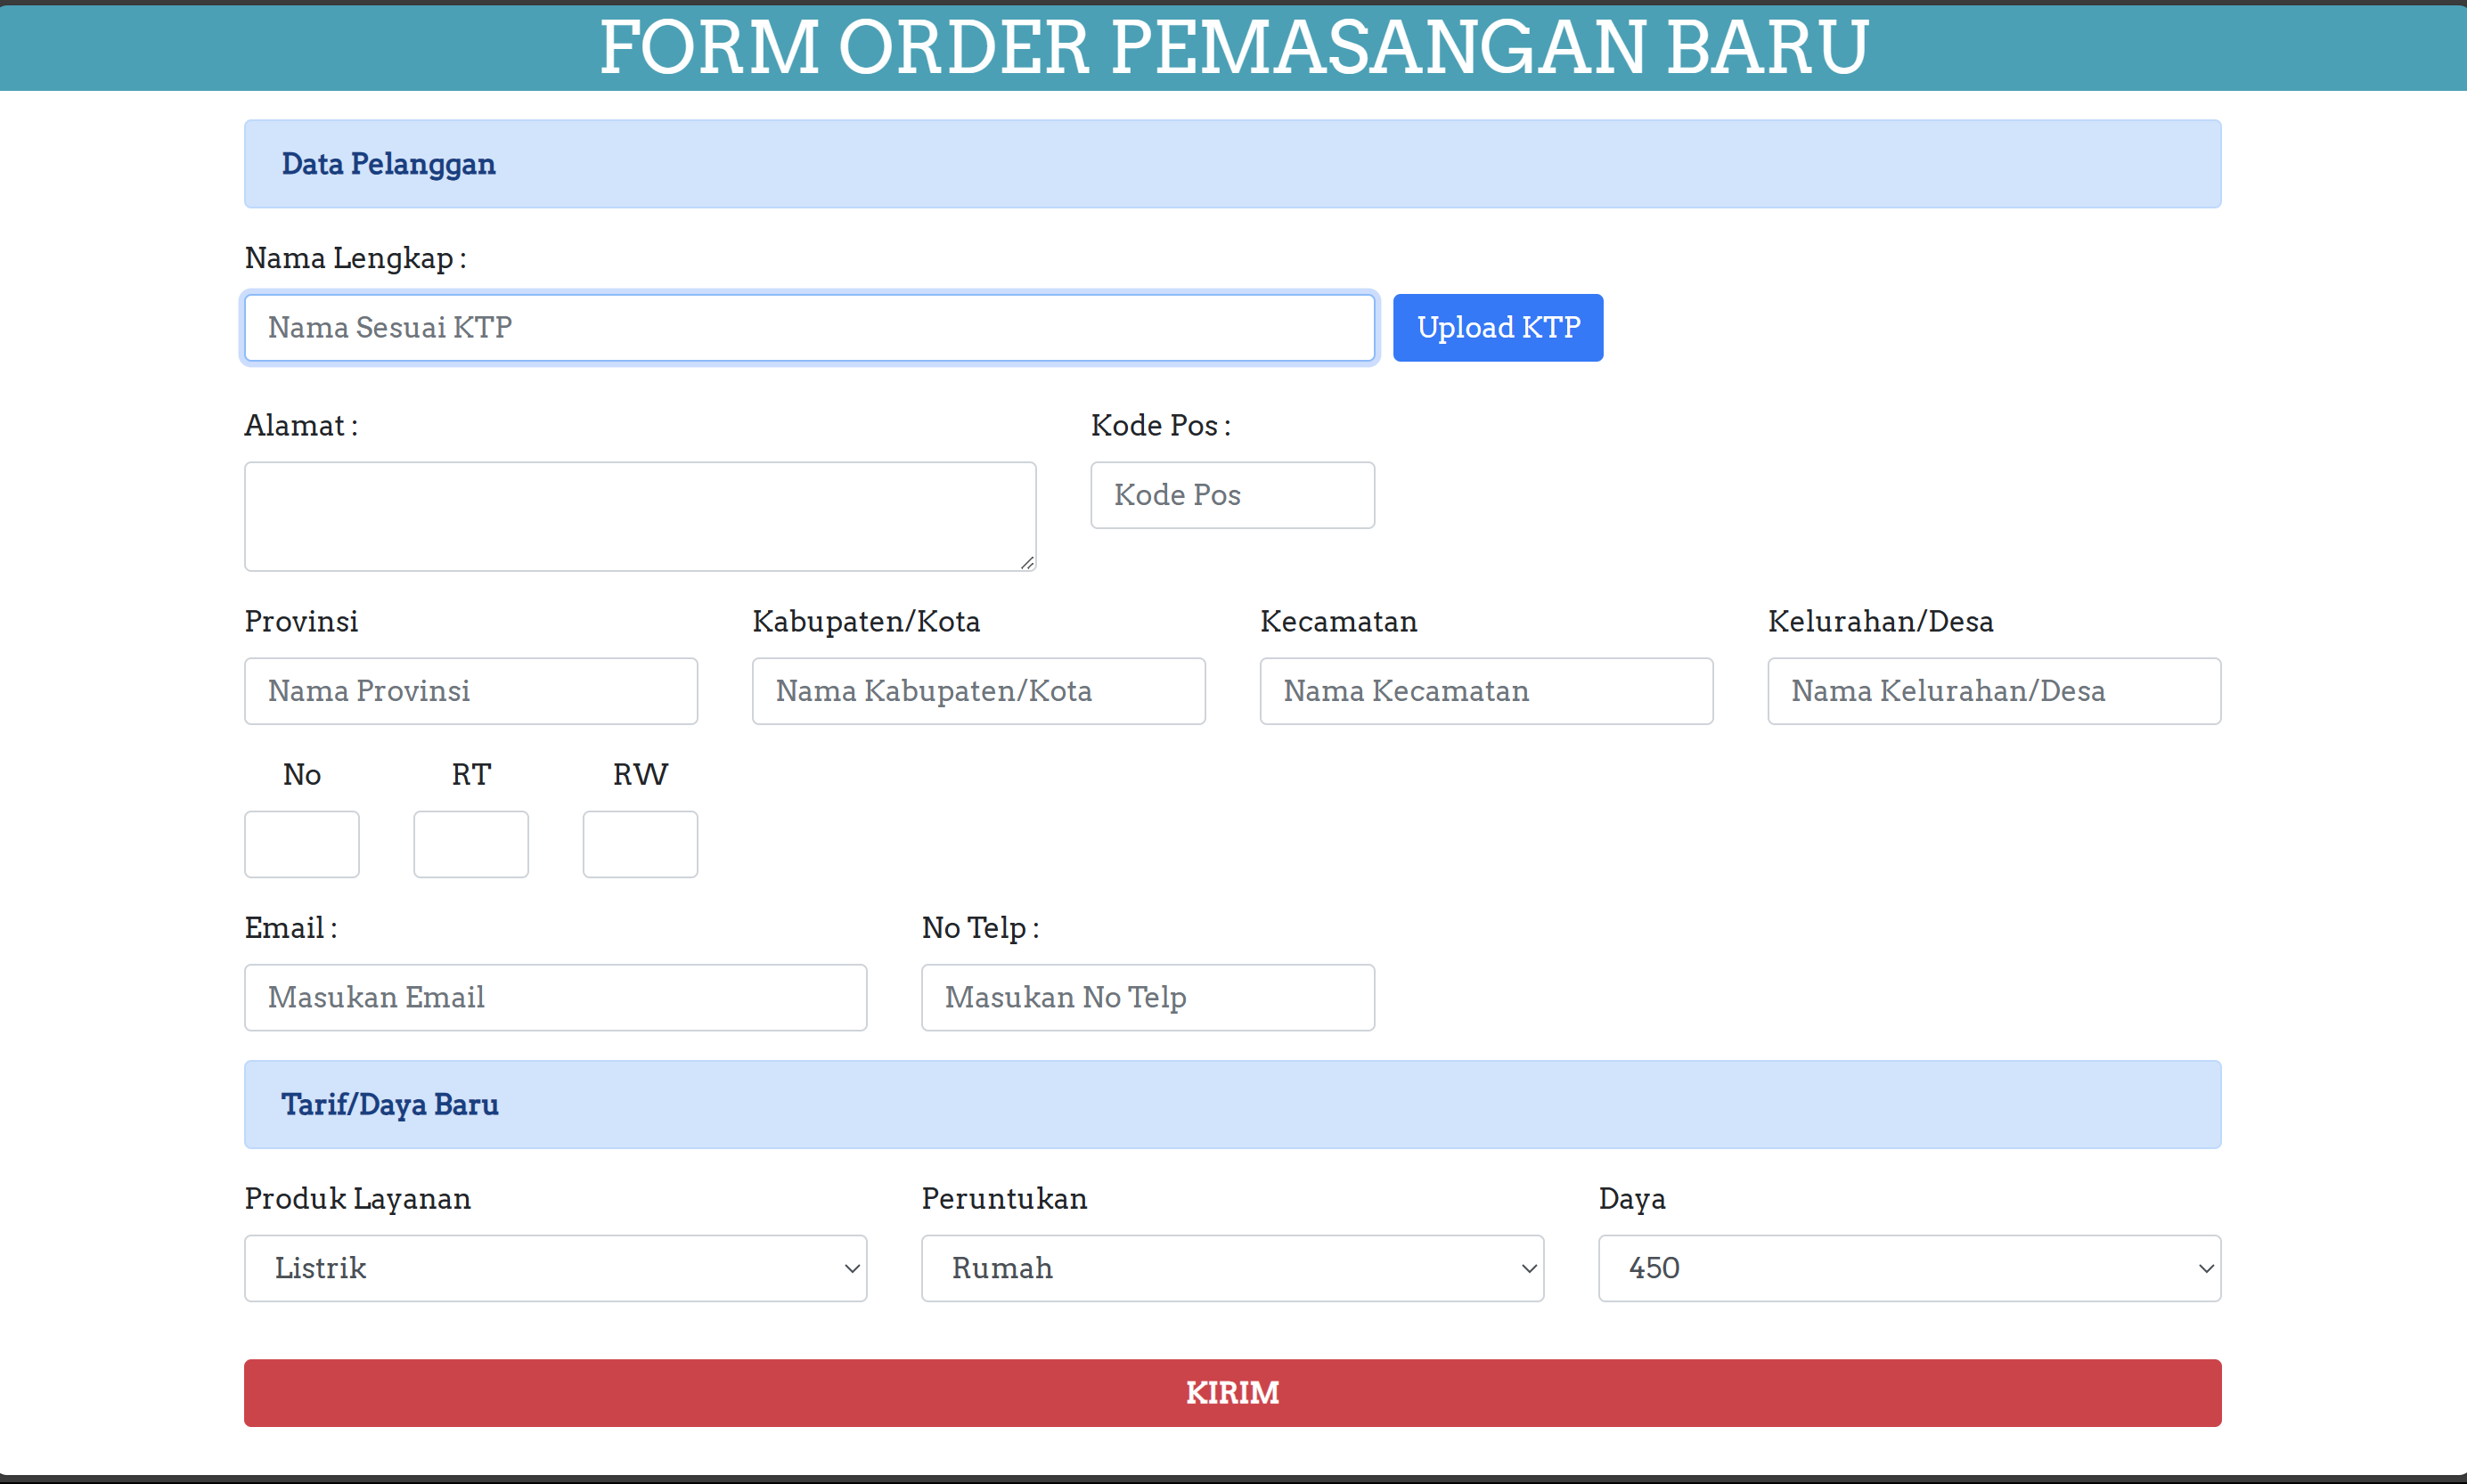 FORM ORDER PEMASANGAN BARU
Data Pelanggan
Nama Lengkap :
Nama Sesuai KTP Upload KTP
Alamat : Kode Pos :
Kode Pos
Provinsi Kabupaten/Kota Kecamatan Kelurahan/Desa
Nama Provinsi Nama Kabupaten/Kota Nama Kecamatan Nama Kelurahan/Desa
No RT RW
Email : No Telp :
Masukan Email Masukan No Telp
Tarif/Daya Baru
Produk Layanan Peruntukan Daya
Listrik Rumah 450
KIRIM